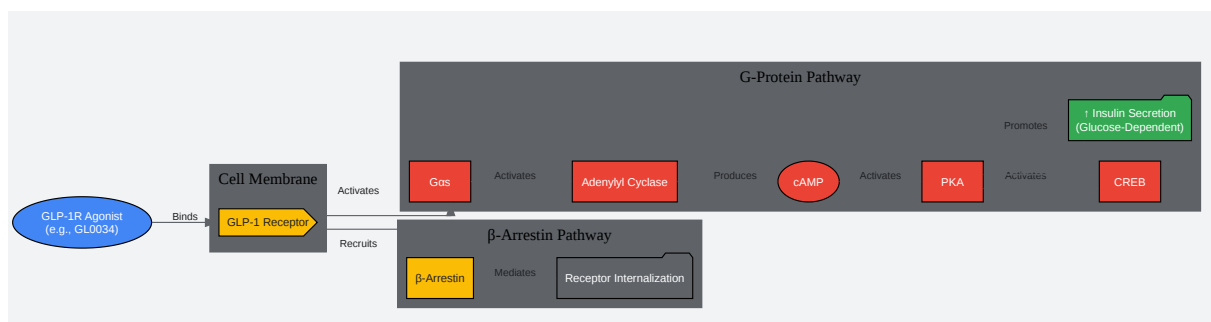 GLP-1R Agonist
(e.g., GL0034)
Binds
Cell Membrane
GLP-1 Receptor
Activates
Recruits
G-Protein Pathway
Gαs
Activates
Adenylyl Cyclase
Produces
cAMP
Activates
PKA
Promotes
↑ Insulin Secretion
(Glucose-Dependent)
Activates
CREB
β-Arrestin Pathway
β-Arrestin
Mediates
Receptor Internalization